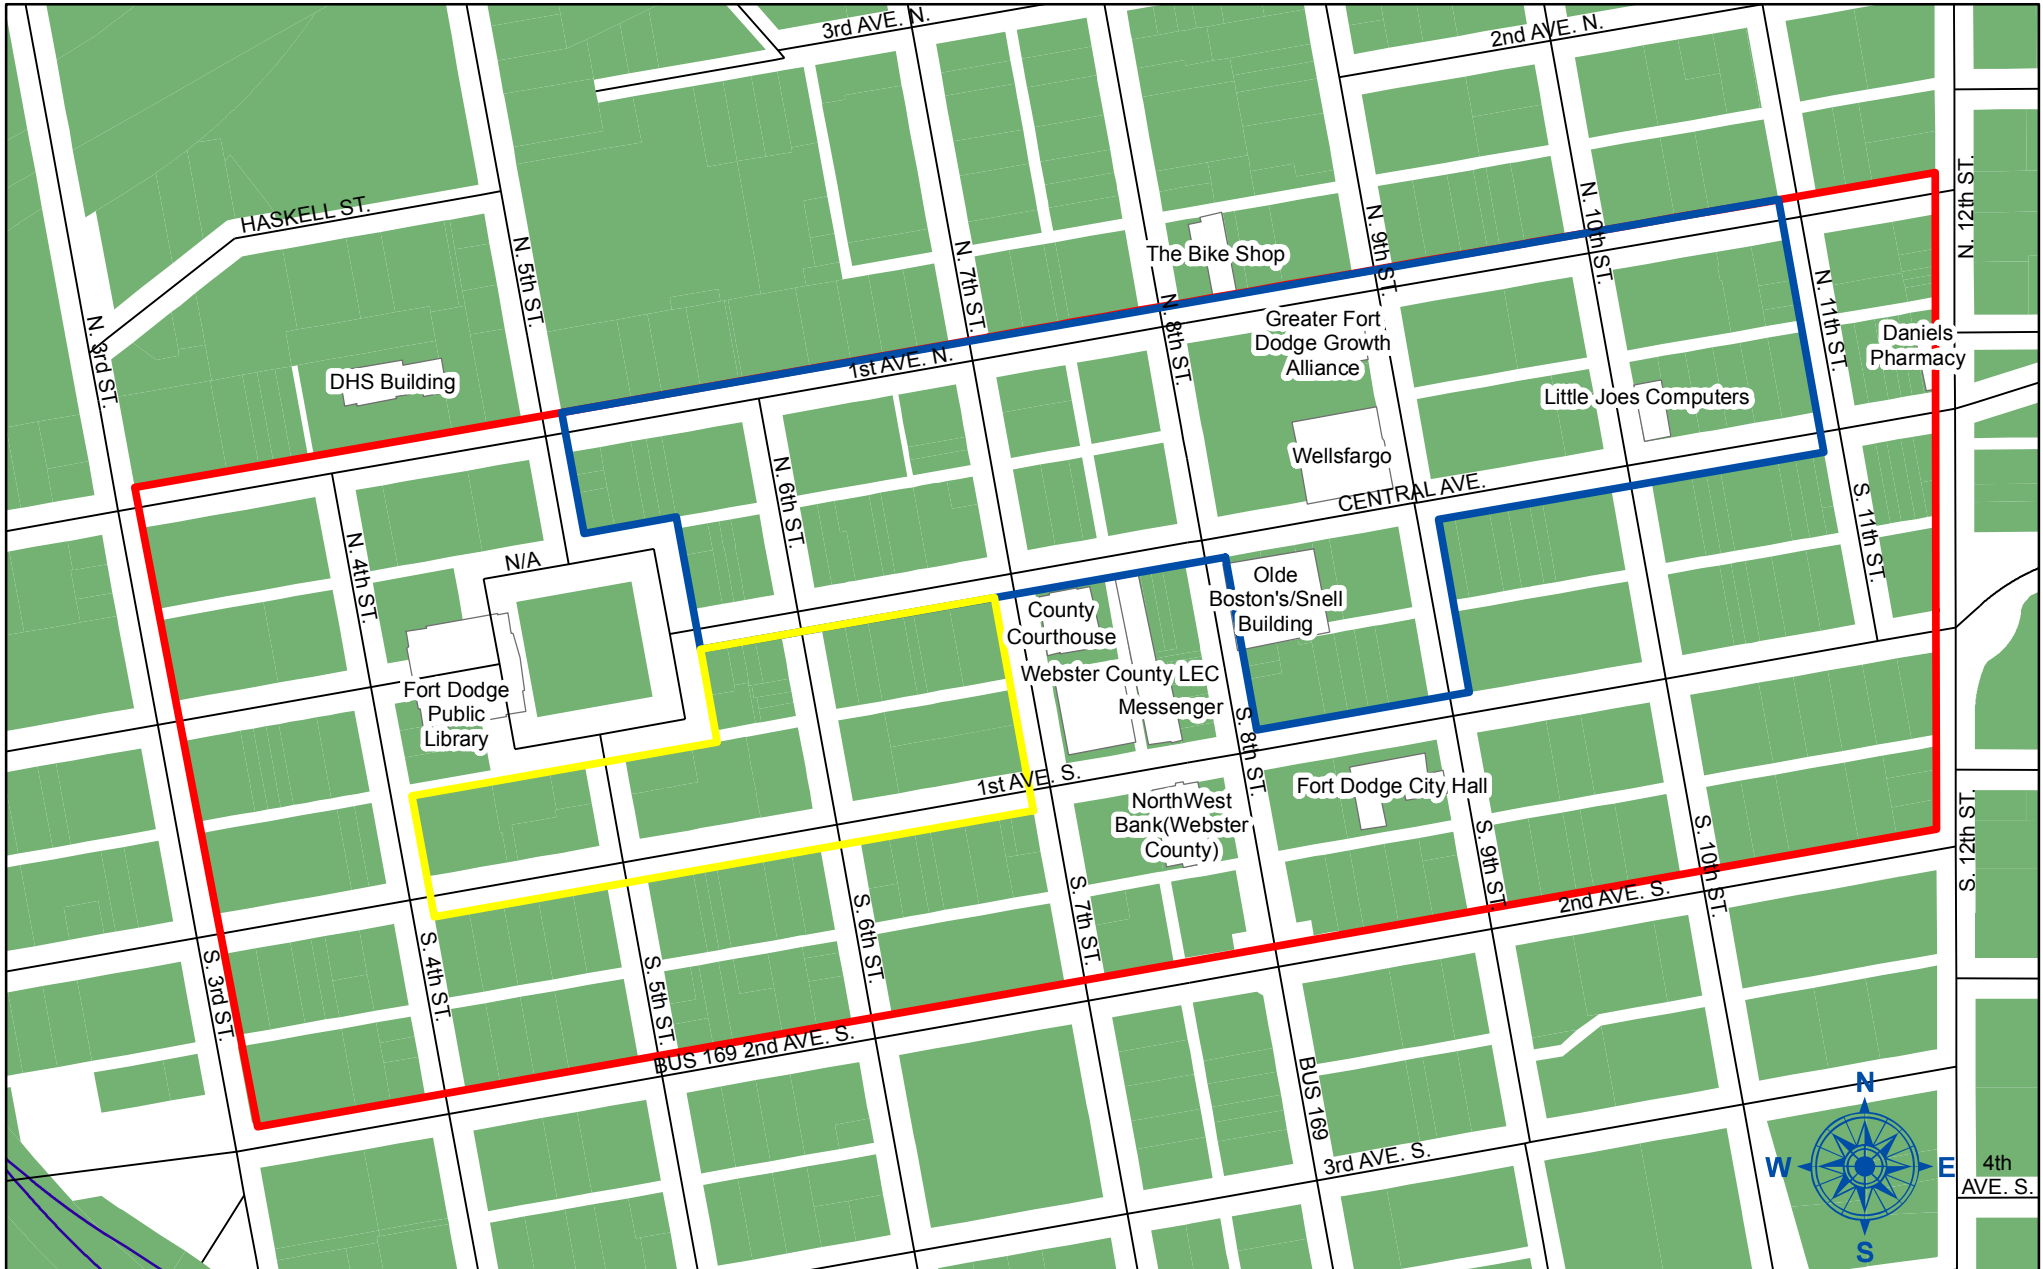 3rd AVE. N.
2nd AVE. N.
HASKELL ST.
N. 12th ST.
N. 10th ST.
N. 9th ST.
N. 5th ST.
N. 7th ST.
The Bike Shop
N. 11th ST.
N. 8th ST.
N. 3rd ST.
Greater Fort
Dodge Growth
Alliance
Daniels
Pharmacy
1st AVE. N.
DHS Building
Little Joes Computers
Wellsfargo
N. 6th ST.
CENTRAL AVE.
S. 11th ST.
N. 4th ST.
N/A
Olde
Boston's/Snell
Building
County
Courthouse
Webster County LEC
Messenger
Fort Dodge
Public
Library
S. 8th ST.
1st AVE. S.
Fort Dodge City Hall
NorthWest
Bank(Webster
County)
S. 12th ST.
S. 10th ST.
S. 9th ST.
S. 7th ST.
2nd AVE. S.
S. 6th ST.
S. 4th ST.
S. 3rd ST.
S. 5th ST.
BUS 169 2nd AVE. S.
BUS 169
3rd AVE. S.
N
W
E
S
4th
AVE. S.